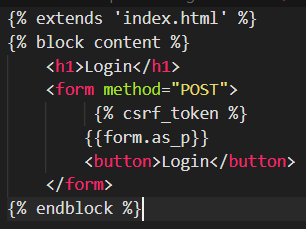 {% extends 'index.html' %}
{% block content %}
    <h1>Login</h1>
    <form method="POST">
         {% csrf_token %}
        {{form.as_p}}
        <button>Login</button>
    </form>
{% endblock %}